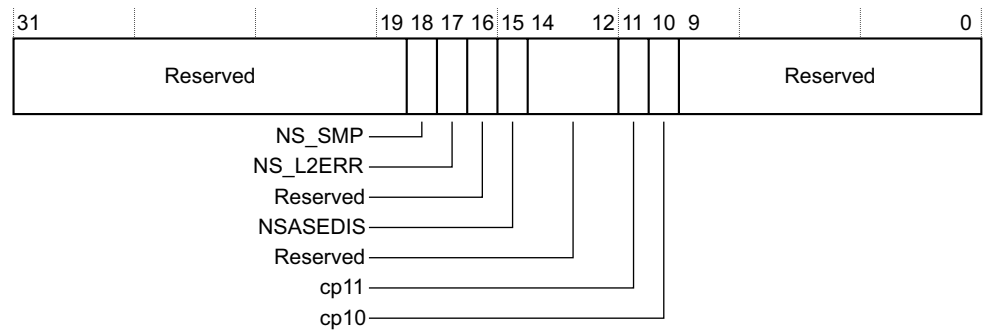 31 19 18 17 16 15 14 12 11 10 9 0
Reserved Reserved
NS_SMP
NS_L2ERR
Reserved
NSASEDIS
Reserved
cp11
cp10